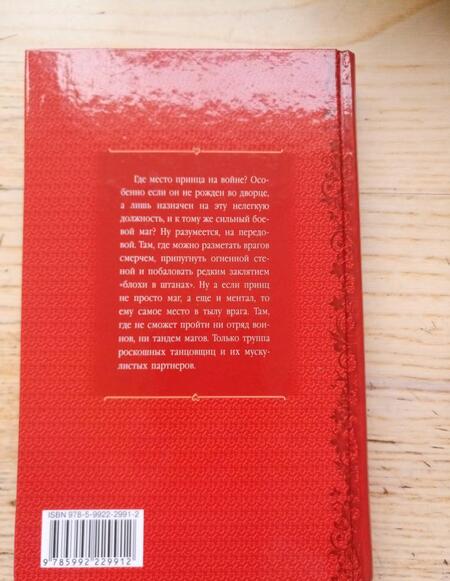 Где место принца на войне? Осо-
бенно если он не рожден во дворце,
а лишь назначен на эту нелегкую
должность, и к тому же сильный бое-
вой маг? Ну разумеется, на передо-
вой. Там, где можно разметать врагов
смерчем, припугнуть огненной сте-
ной и побаловать редким заклятием
«блохи в штанах». Ну а если принц
не просто маг, а еще и ментал, то
ему самое место в тылу врага. Там,
где не сможет пройти ни отряд вои-
нов, ни тандем магов. Только труппа
роскошных танцовщиц и их муску-
листых партнеров.
ISBN 978-5-9922-2991-2
9 785992 229912